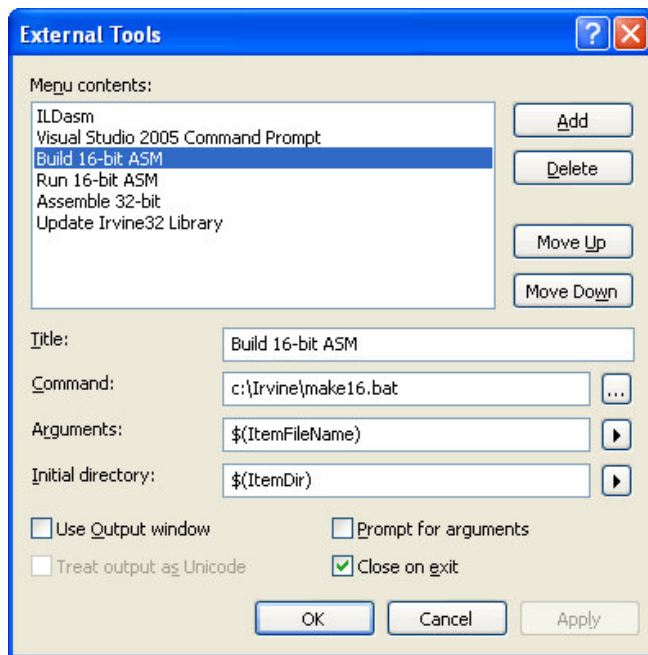 External Tools
Menu contents:
ILDasm
Visual Studio 2005 Command Prompt
Build 16-bit ASM
Run 16-bit ASM
Assemble 32-bit
Update Irvine32 Library
Add
Delete
Move Up
Move Down
Title: Build 16-bit ASM
Command: c:\Irvine\make16.bat ...
Arguments: $(ItemFileName)
Initial directory: $(ItemDir)
Use Output window Prompt for arguments
Treat output as Unicode Close on exit
OK Cancel Apply